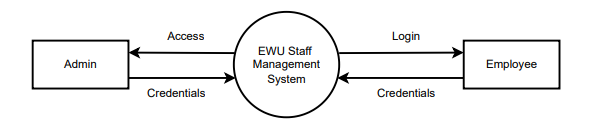 Access
Login
Admin
EWU Staff
Management
System
Employee
Credentials
Credentials